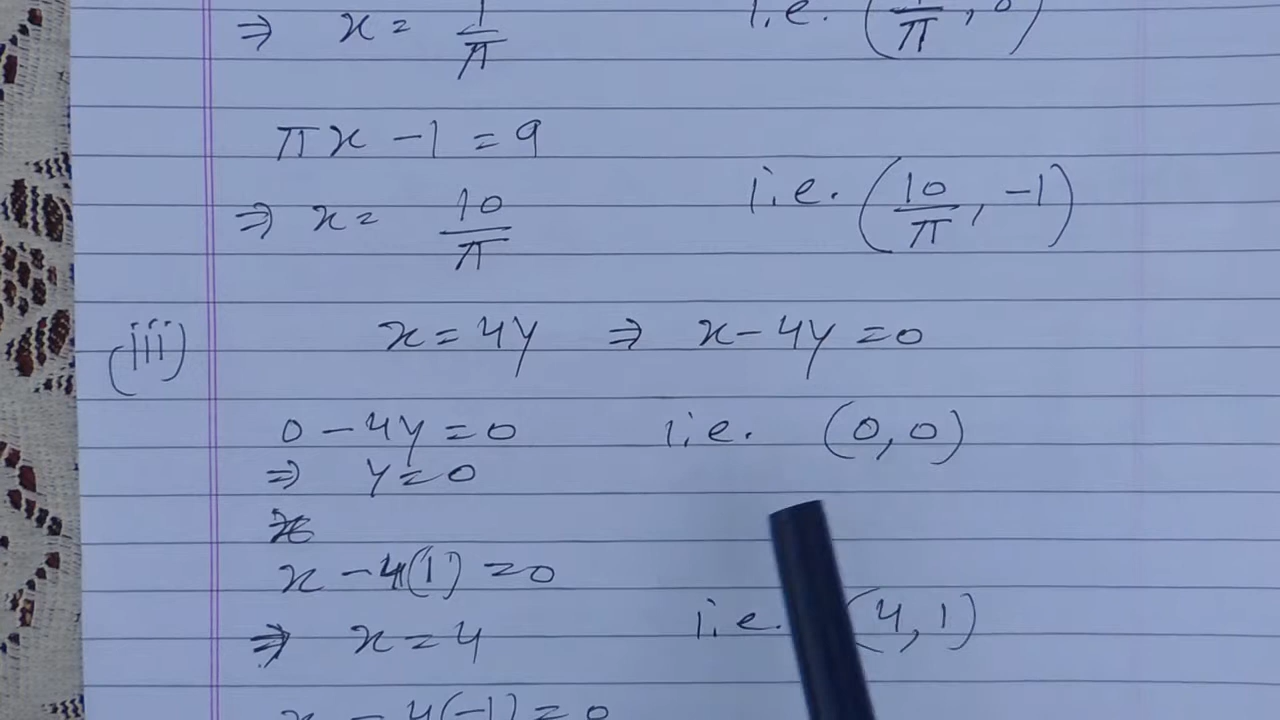 ⇒ x = 1/π i.e. (1/π, 0)
πx - 1 = 9
⇒ x = 10/π i.e. (10/π, -1)
(iii) x = 4y ⇒ x - 4y = 0
0 - 4y = 0 i.e. (0, 0)
⇒ y = 0
x - 4(1) = 0
⇒ x = 4 i.e. (4, 1)
x - 4(-1) = 0